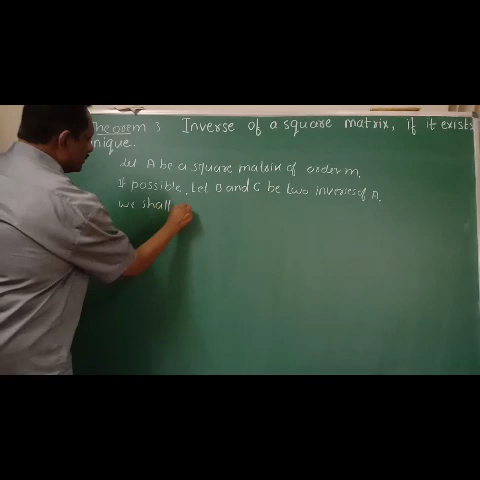 Theorem 3 Inverse of a square matrix, if it exists
nique.
Let A be a square matrix of order m.
If possible, Let B and C be two inverses of A.
we shall